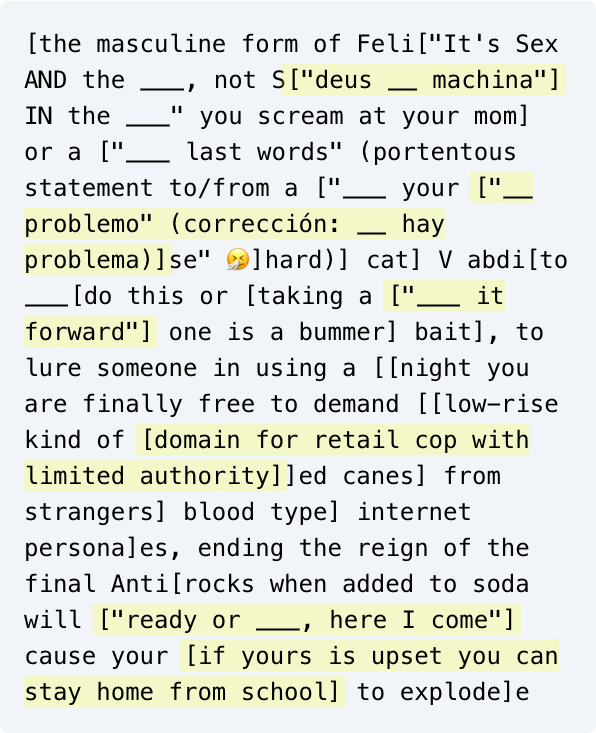 [the masculine form of Feli["It's Sex
AND the ___, not S["deus __ machina"]
IN the ___" you scream at your mom]
or a ["___ last words" (portentous
statement to/from a ["___ your ["__
problemo" (corrección: __ hay
problema)]se" 🤧]hard)] cat] V abdi[to
___[do this or [taking a ["___ it
forward"] one is a bummer] bait], to
lure someone in using a [[night you
are finally free to demand [[low-rise
kind of [domain for retail cop with
limited authority]]ed canes] from
strangers] blood type] internet
persona]es, ending the reign of the
final Anti[rocks when added to soda
will ["ready or ___, here I come"]
cause your [if yours is upset you can
stay home from school] to explode]e